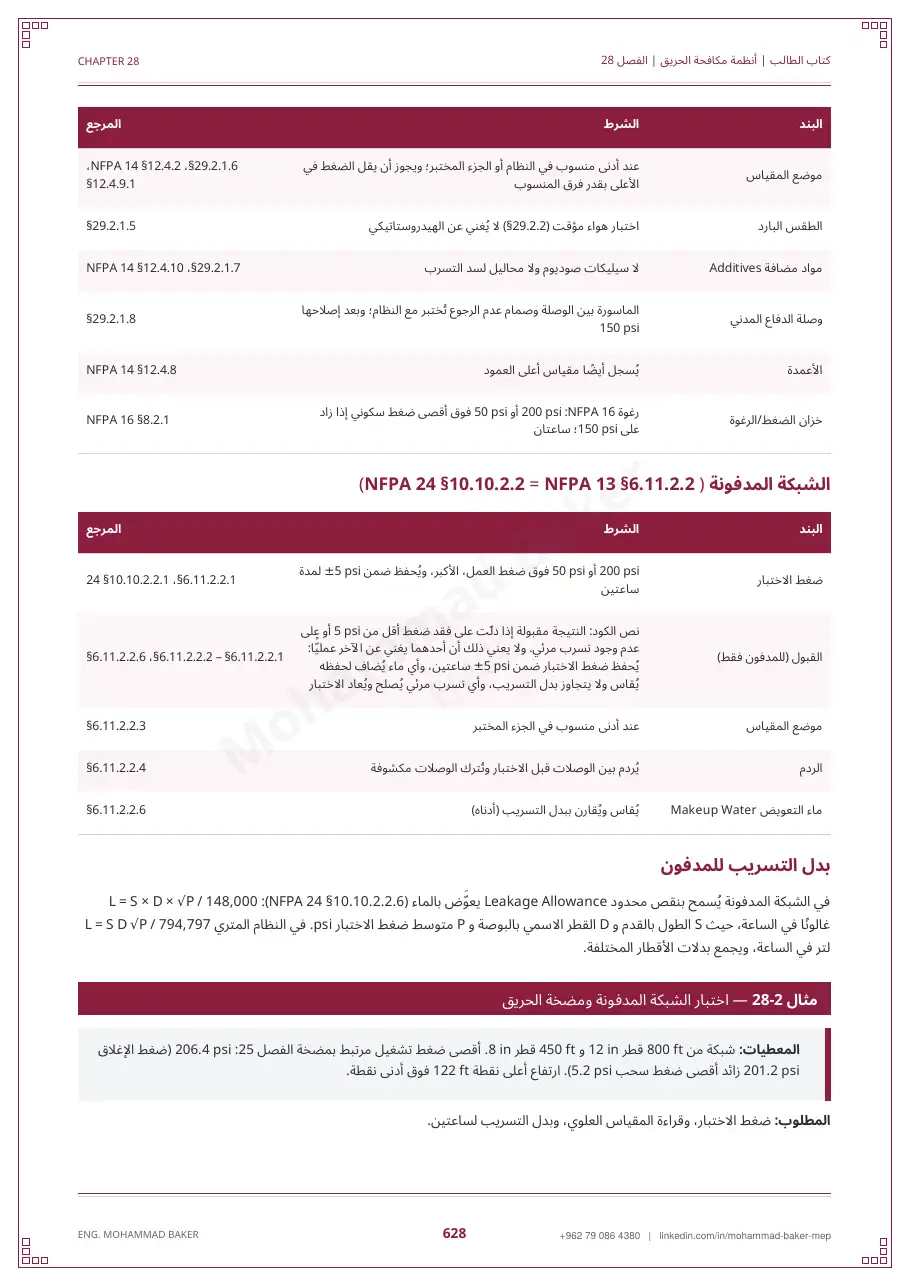 كتاب الطالب | أنظمة مكافحة الحريق | الفصل 28
CHAPTER 28
البند الشرط المرجع
موضع المقياس
عند أدنى منسوب في النظام أو الجزء المختبر؛ ويجوز أن يقل الضغط في
الأعلى بقدر فرق المنسوب
§29.2.1.6، NFPA 14 §12.4.2،
§12.4.9.1
الطقس البارد اختبار هواء مؤقت (§29.2.2) لا يُغني عن الهيدروستاتيكي §29.2.1.5
مواد مضافة Additives لا سيليكات صوديوم ولا محاليل لسد التسرب §29.2.1.7، NFPA 14 §12.4.10
وصلة الدفاع المدني
الماسورة بين الوصلة وصمام عدم الرجوع تُختبر مع النظام؛ وبعد إصلاحها
150 psi
§29.2.1.8
الأعمدة يُسجل أيضًا مقياس أعلى العمود NFPA 14 §12.4.8
خزان الضغط/الرغوة
رغوة NFPA 16: 200 psi أو 50 psi فوق أقصى ضغط سكوني إذا زاد
على 150 psi؛ ساعتان
NFPA 16 §8.2.1
الشبكة المدفونة ( NFPA 24 §10.10.2.2 = NFPA 13 §6.11.2.2)
البند الشرط المرجع
ضغط الاختبار
200 psi أو 50 psi فوق ضغط العمل، الأكبر، ويُحفظ ضمن ±5 psi لمدة
ساعتين
§6.11.2.2.1، 24 §10.10.2.2.1
القبول (للمدفون فقط)
نص الكود: النتيجة مقبولة إذا دلّت على فقد ضغط أقل من 5 psi أو على
عدم وجود تسرب مرئي. ولا يعني ذلك أن أحدهما يغني عن الآخر عمليًّا:
يُحفظ ضغط الاختبار ضمن ±5 psi ساعتين، وأي ماء يُضاف لحفظه
يُقاس ولا يتجاوز بدل التسريب، وأي تسرب مرئي يُصلح ويُعاد الاختبار
§6.11.2.2.1 – §6.11.2.2.2، §6.11.2.2.6
موضع المقياس عند أدنى منسوب في الجزء المختبر §6.11.2.2.3
الردم يُردم بين الوصلات قبل الاختبار وتُترك الوصلات مكشوفة §6.11.2.2.4
ماء التعويض Makeup Water يُقاس ويُقارن ببدل التسريب (أدناه) §6.11.2.2.6
بدل التسريب للمدفون
في الشبكة المدفونة يُسمح بنقص محدود Leakage Allowance يعوَّض بالماء (NFPA 24 §10.10.2.2.6): L = S × D × √P / 148,000
غالونًا في الساعة، حيث S الطول بالقدم و D القطر الاسمي بالبوصة و P متوسط ضغط الاختبار psi. في النظام المتري L = S D √P / 794,797
لتر في الساعة، ويجمع بدلات الأقطار المختلفة.
مثال 2-28 — اختبار الشبكة المدفونة ومضخة الحريق
المعطيات: شبكة من 800 ft قطر 12 in و 450 ft قطر 8 in. أقصى ضغط تشغيل مرتبط بمضخة الفصل 25: 206.4 psi (ضغط الإغلاق
201.2 psi زائد أقصى ضغط سحب 5.2 psi). ارتفاع أعلى نقطة 122 ft فوق أدنى نقطة.
المطلوب: ضغط الاختبار، وقراءة المقياس العلوي، وبدل التسريب لساعتين.
ENG. MOHAMMAD BAKER
628
+962 79 086 4380 | linkedin.com/in/mohammad-baker-mep